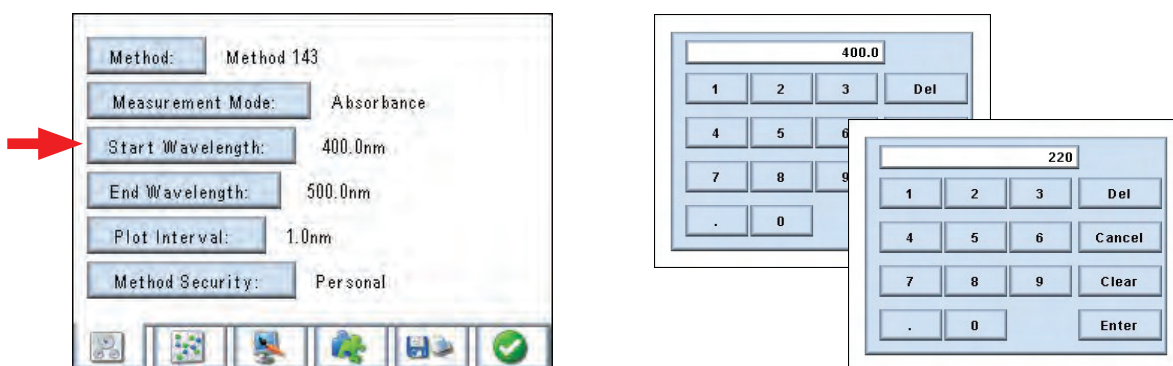 Method: Method 143
Measurement Mode: Absorbance
Start Wavelength: 400.0nm
End Wavelength: 500.0nm
Plot Interval: 1.0nm
Method Security: Personal
400.0
1 2 3 Del
4 5 6
7 8 9
. 0
220
1 2 3 Del
4 5 6 Cancel
7 8 9 Clear
. 0 Enter